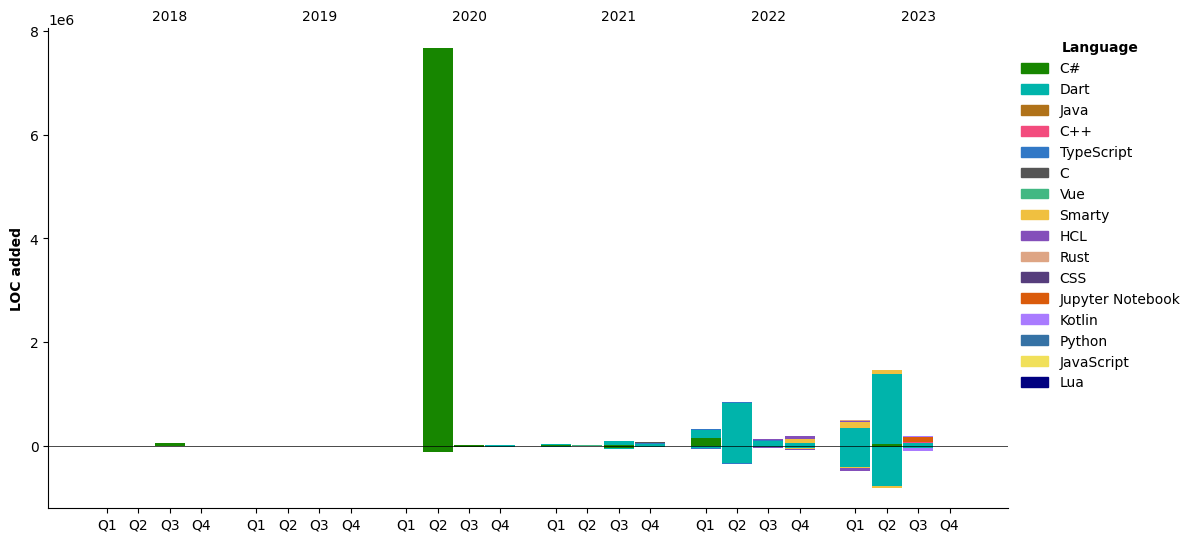 1e6
2018 2019 2020 2021 2022 2023
8
6
4
2
0
LOC added
Q1 Q2 Q3 Q4 Q1 Q2 Q3 Q4 Q1 Q2 Q3 Q4 Q1 Q2 Q3 Q4 Q1 Q2 Q3 Q4 Q1 Q2 Q3 Q4
Language
C#
Dart
Java
C++
TypeScript
C
Vue
Smarty
HCL
Rust
CSS
Jupyter Notebook
Kotlin
Python
JavaScript
Lua